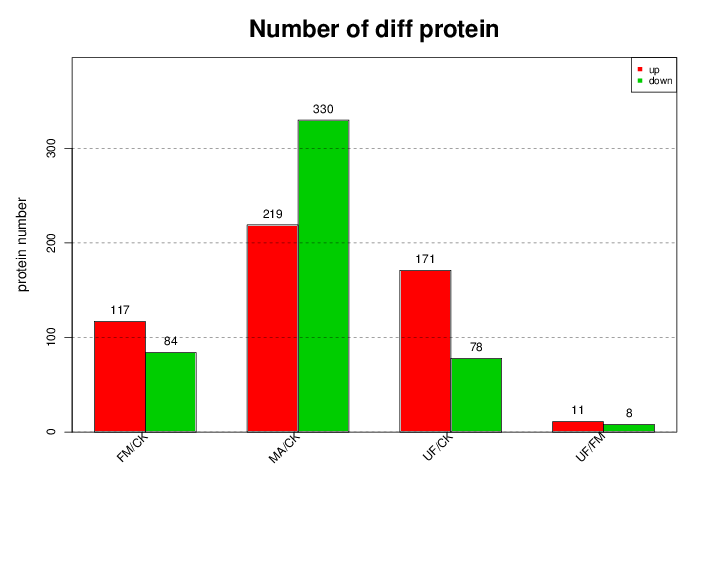 Number of diff protein
up
down
330
300
219
200
171
117
100
84
78
11
8
0
protein number
FM/CK
MA/CK
UF/CK
UF/FM